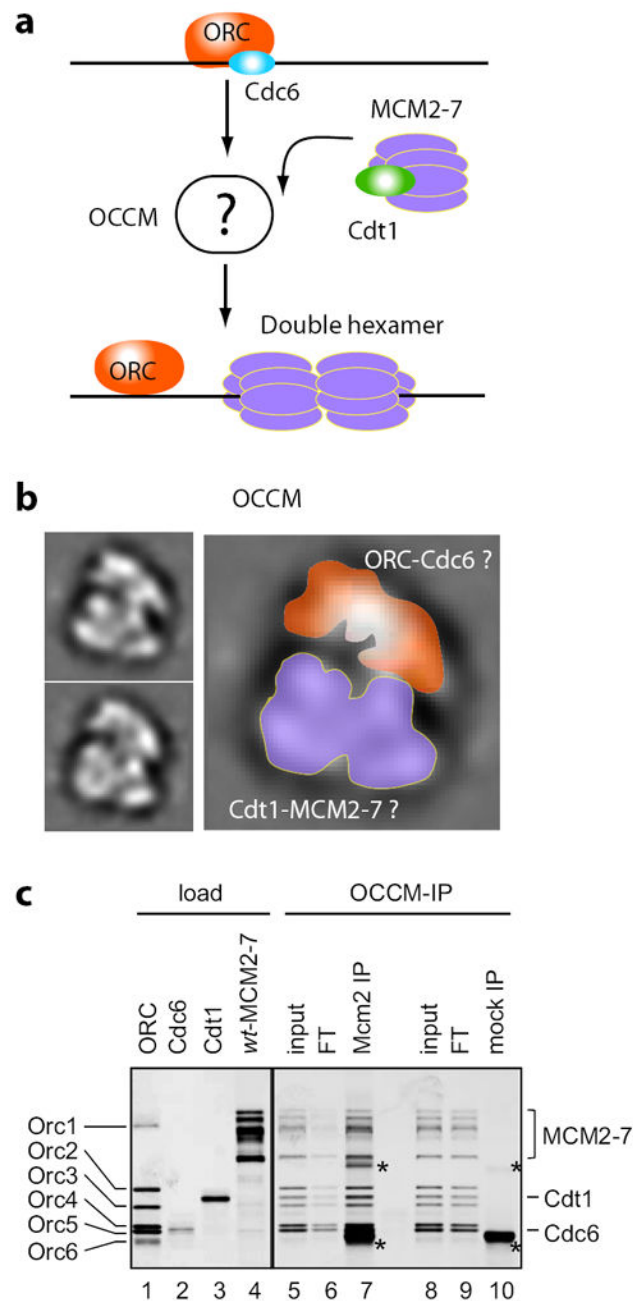 a
ORC
Cdc6
MCM2-7
OCCM
?
Cdt1
Double hexamer
ORC
b
OCCM
ORC-Cdc6 ?
Cdt1-MCM2-7 ?
c
load
OCCM-IP
ORC
Cdc6
Cdt1
wt-MCM2-7
input
FT
Mcm2 IP
input
FT
mock IP
Orc1
Orc2
Orc3
Orc4
Orc5
Orc6
MCM2-7
*
*
Cdt1
Cdc6
*
*
1 2 3 4 5 6 7 8 9 10